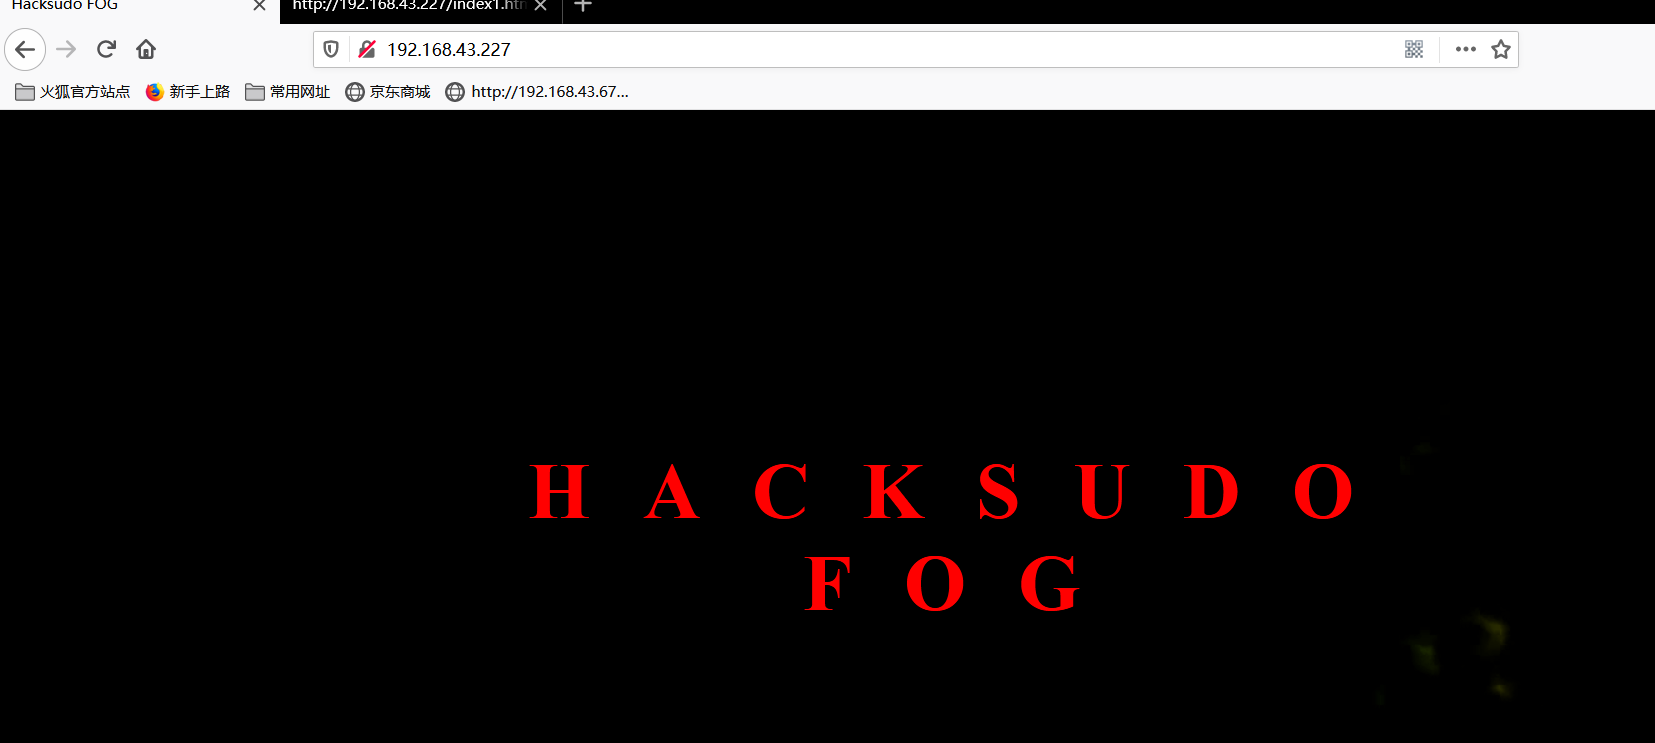 Hacksudo FOG
http://192.168.43.227/index1.htm
192.168.43.227
火狐官方站点 新手上路 常用网址 京东商城 http://192.168.43.67...
H A C K S U D O
F O G